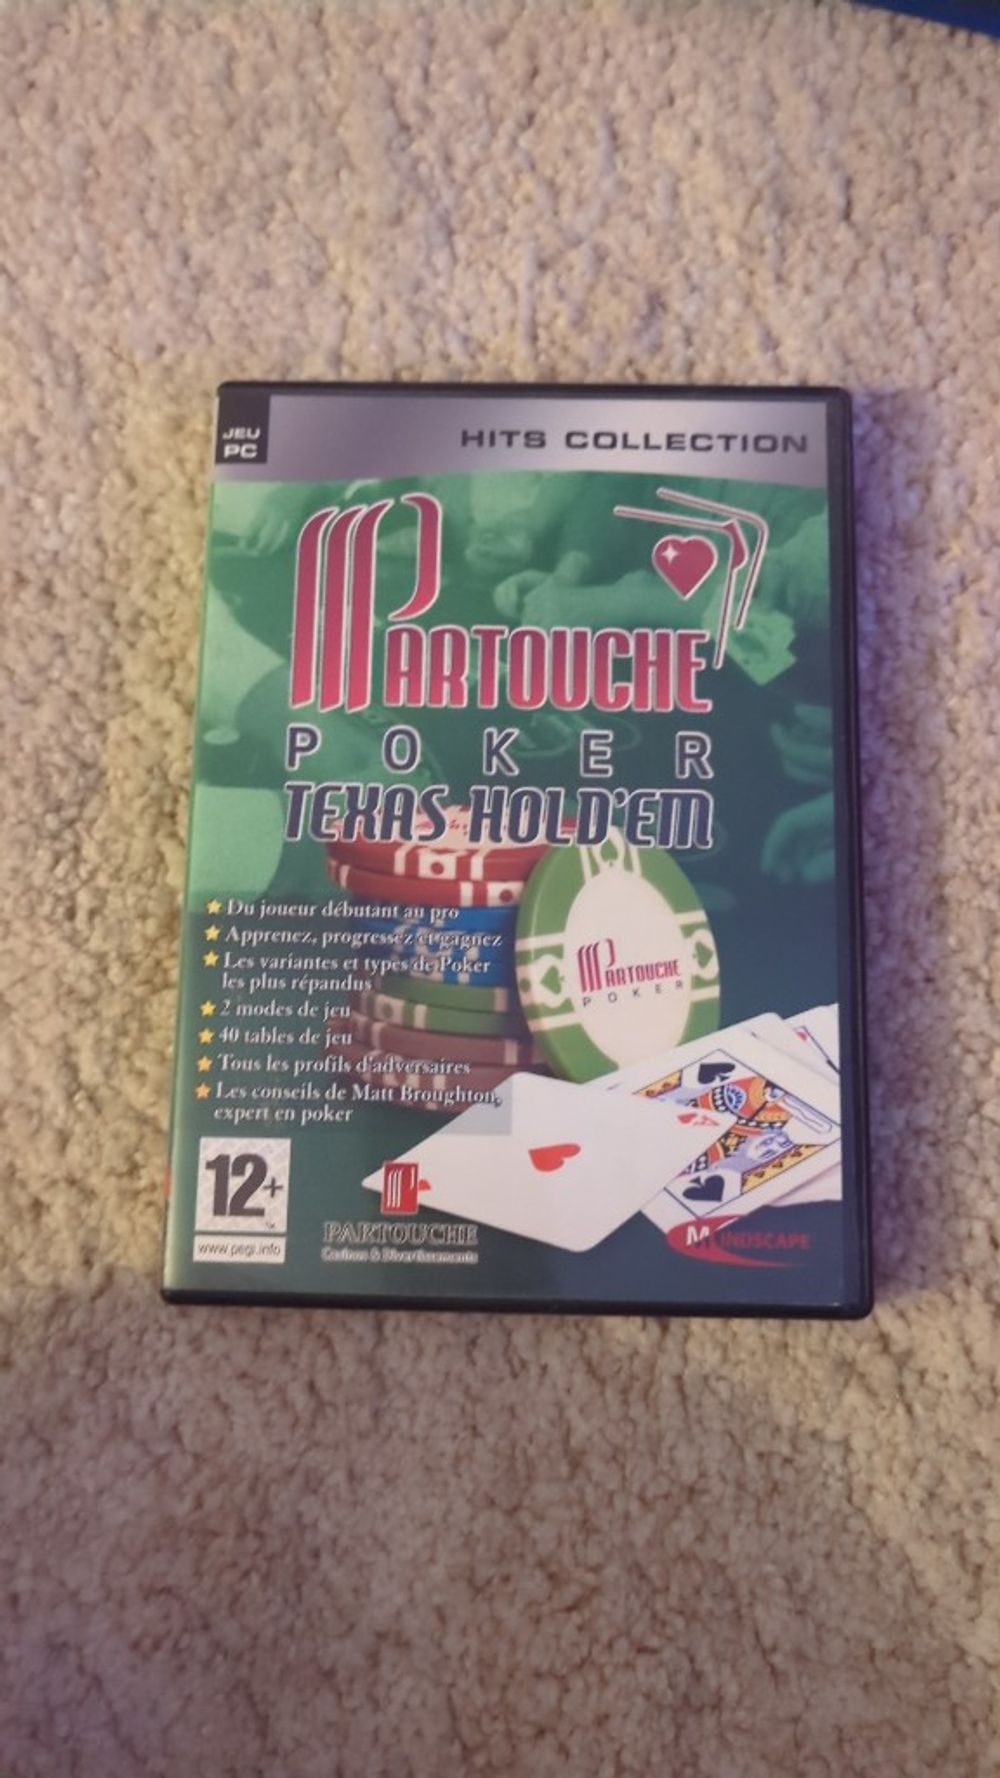 JEU
PC
HITS COLLECTION
PARTOUCHE
POKER
TEXAS HOLD'EM
Du joueur débutant au pro
Apprenez, progressez et gagnez
Les variantes et types de Poker
les plus répandus
2 modes de jeu
40 tables de jeu
Tous les profils d'adversaires
Les conseils de Matt Broughton,
expert en poker
PARTOUCHE
POKER
12+
www.pegi.info
PARTOUCHE
Casinos & Divertissements
MINDSCAPE